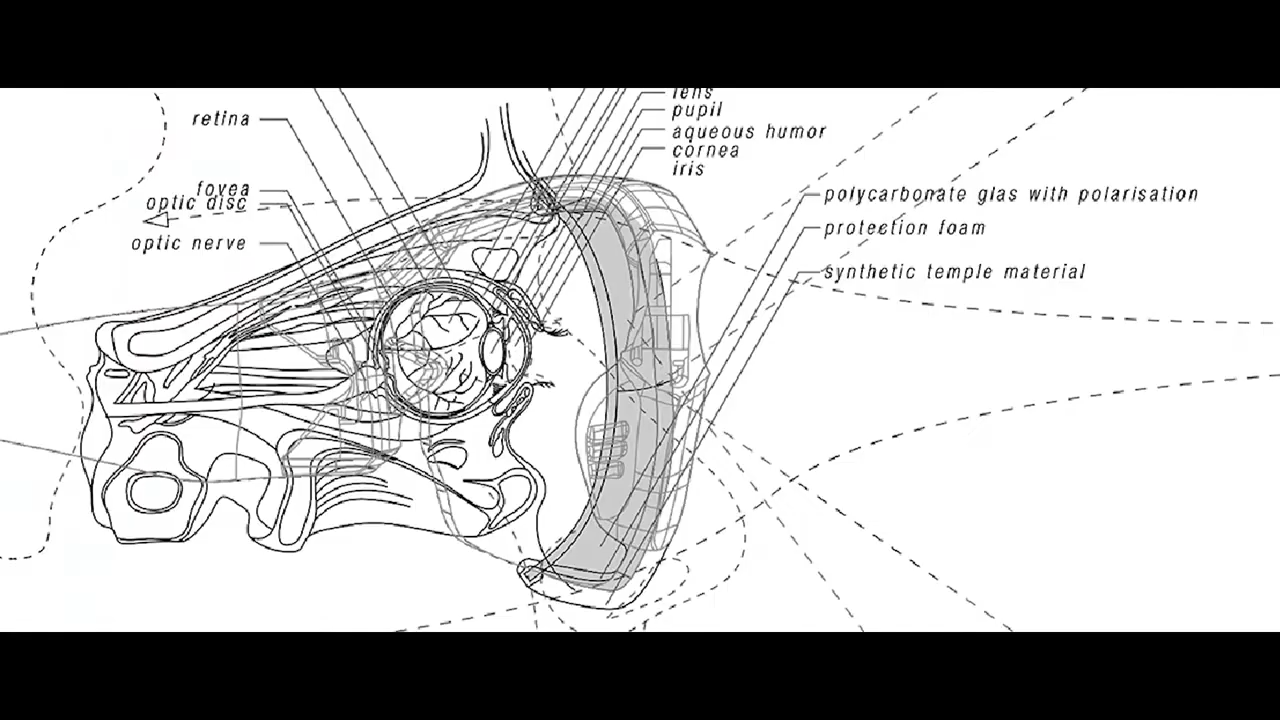 retina
fovea
optic disc
optic nerve
lens
pupil
aqueous humor
cornea
iris
polycarbonate glas with polarisation
protection foam
synthetic temple material